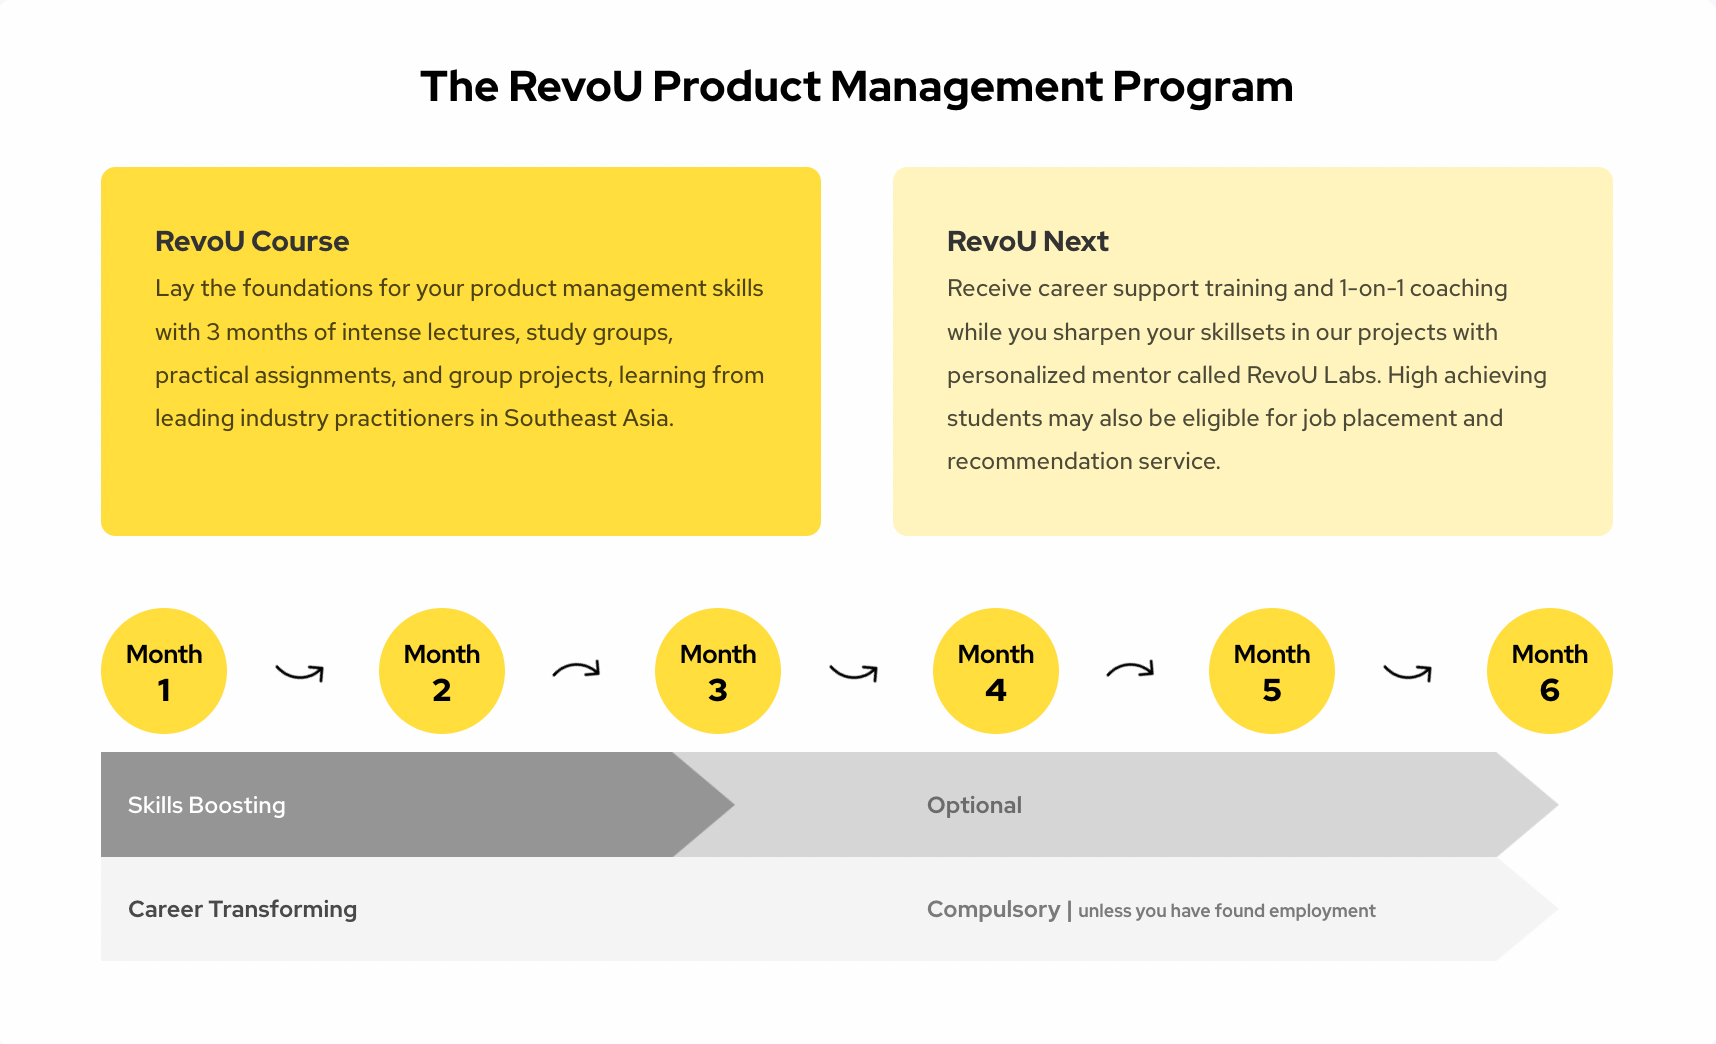 The RevoU Product Management Program
RevoU Course
Lay the foundations for your product management skills
with 3 months of intense lectures, study groups,
practical assignments, and group projects, learning from
leading industry practitioners in Southeast Asia.
RevoU Next
Receive career support training and 1-on-1 coaching
while you sharpen your skillsets in our projects with
personalized mentor called RevoU Labs. High achieving
students may also be eligible for job placement and
recommendation service.
Month
1
Month
2
Month
3
Month
4
Month
5
Month
6
Skills Boosting
Optional
Career Transforming
Compulsory | unless you have found employment